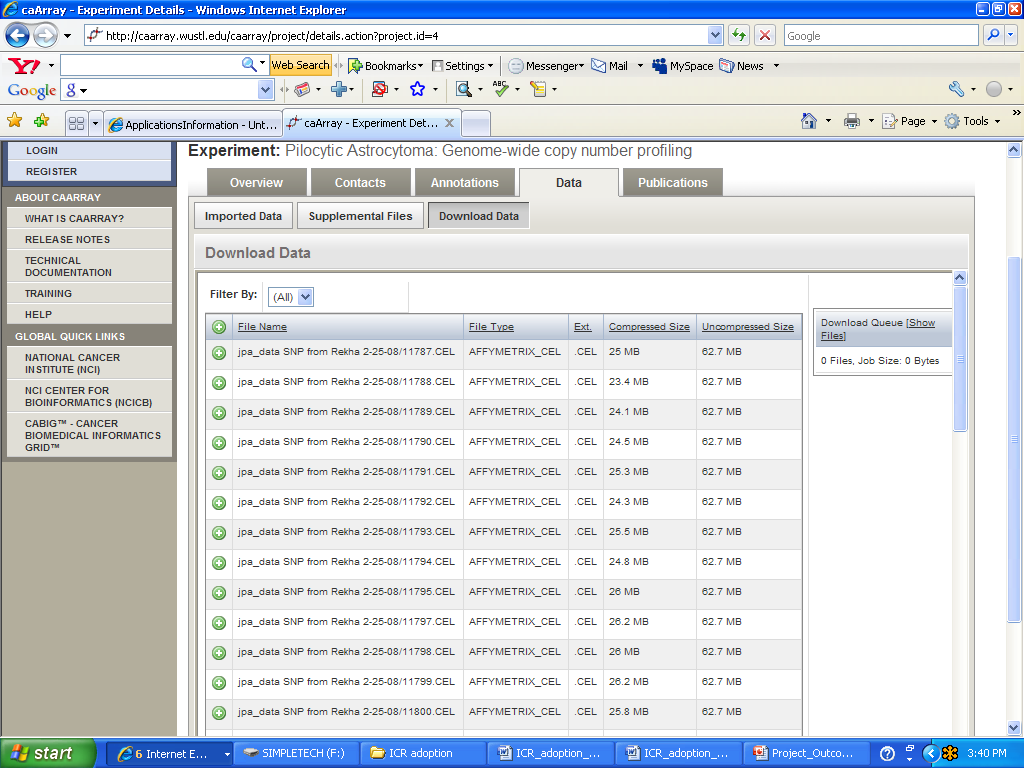 caArray - Experiment Details - Windows Internet Explorer
http://caarray.wustl.edu/caarray/project/details.action?project.id=4
Google
Y! Web Search Bookmarks Settings Messenger Mail MySpace News
Google g
ApplicationsInformation - Unt... caArray - Experiment Det... Page Tools »
LOGIN
REGISTER
ABOUT CAARRAY
WHAT IS CAARRAY?
RELEASE NOTES
TECHNICAL
DOCUMENTATION
TRAINING
HELP
GLOBAL QUICK LINKS
NATIONAL CANCER
INSTITUTE (NCI)
NCI CENTER FOR
BIOINFORMATICS (NCICB)
CABIG™ - CANCER
BIOMEDICAL INFORMATICS
GRID™
Experiment: Pilocytic Astrocytoma: Genome-wide copy number profiling
Overview Contacts Annotations Data Publications
Imported Data Supplemental Files Download Data
Download Data
Filter By: (All)
File Name File Type Ext. Compressed Size Uncompressed Size
jpa_data SNP from Rekha 2-25-08/11787.CEL AFFYMETRIX_CEL .CEL 25 MB 62.7 MB
jpa_data SNP from Rekha 2-25-08/11788.CEL AFFYMETRIX_CEL .CEL 23.4 MB 62.7 MB
jpa_data SNP from Rekha 2-25-08/11789.CEL AFFYMETRIX_CEL .CEL 24.1 MB 62.7 MB
jpa_data SNP from Rekha 2-25-08/11790.CEL AFFYMETRIX_CEL .CEL 24.5 MB 62.7 MB
jpa_data SNP from Rekha 2-25-08/11791.CEL AFFYMETRIX_CEL .CEL 25.3 MB 62.7 MB
jpa_data SNP from Rekha 2-25-08/11792.CEL AFFYMETRIX_CEL .CEL 24.3 MB 62.7 MB
jpa_data SNP from Rekha 2-25-08/11793.CEL AFFYMETRIX_CEL .CEL 25.5 MB 62.7 MB
jpa_data SNP from Rekha 2-25-08/11794.CEL AFFYMETRIX_CEL .CEL 24.8 MB 62.7 MB
jpa_data SNP from Rekha 2-25-08/11795.CEL AFFYMETRIX_CEL .CEL 26 MB 62.7 MB
jpa_data SNP from Rekha 2-25-08/11797.CEL AFFYMETRIX_CEL .CEL 26.2 MB 62.7 MB
jpa_data SNP from Rekha 2-25-08/11798.CEL AFFYMETRIX_CEL .CEL 26 MB 62.7 MB
jpa_data SNP from Rekha 2-25-08/11799.CEL AFFYMETRIX_CEL .CEL 26.2 MB 62.7 MB
jpa_data SNP from Rekha 2-25-08/11800.CEL AFFYMETRIX_CEL .CEL 25.8 MB 62.7 MB
Download Queue [Show
Files]
0 Files, Job Size: 0 Bytes
start 6 Internet E... SIMPLETECH (F:) ICR adoption ICR_adoption_... ICR_adoption_... Project_Outco... 3:40 PM